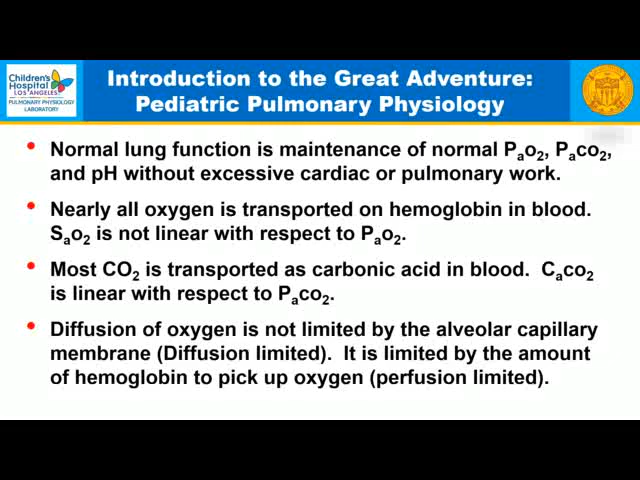 Children's
Hospital
LOS ANGELES
PULMONARY PHYSIOLOGY
LABORATORY
Introduction to the Great Adventure:
Pediatric Pulmonary Physiology
• Normal lung function is maintenance of normal Pₐo₂, Pₐco₂,
and pH without excessive cardiac or pulmonary work.
• Nearly all oxygen is transported on hemoglobin in blood.
Sₐo₂ is not linear with respect to Pₐo₂.
• Most CO₂ is transported as carbonic acid in blood. Cₐco₂
is linear with respect to Pₐco₂.
• Diffusion of oxygen is not limited by the alveolar capillary
membrane (Diffusion limited). It is limited by the amount
of hemoglobin to pick up oxygen (perfusion limited).